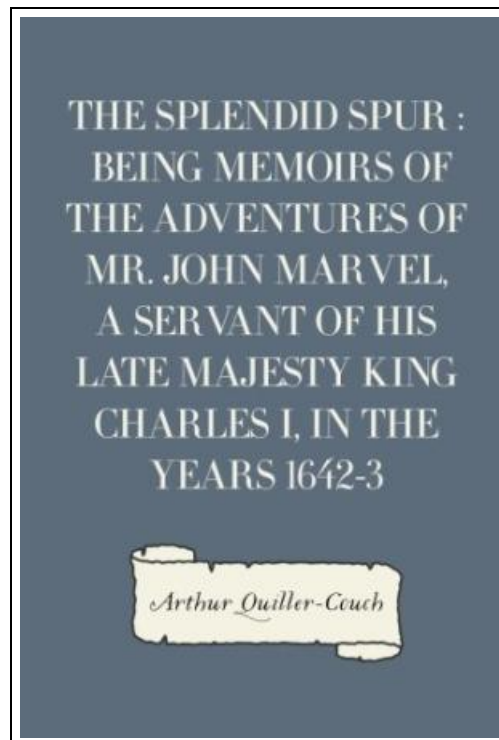 THE SPLENDID SPUR :
BEING MEMOIRS OF
THE ADVENTURES OF
MR. JOHN MARVEL,
A SERVANT OF HIS
LATE MAJESTY KING
CHARLES I, IN THE
YEARS 1642-3
Arthur Quiller-Couch